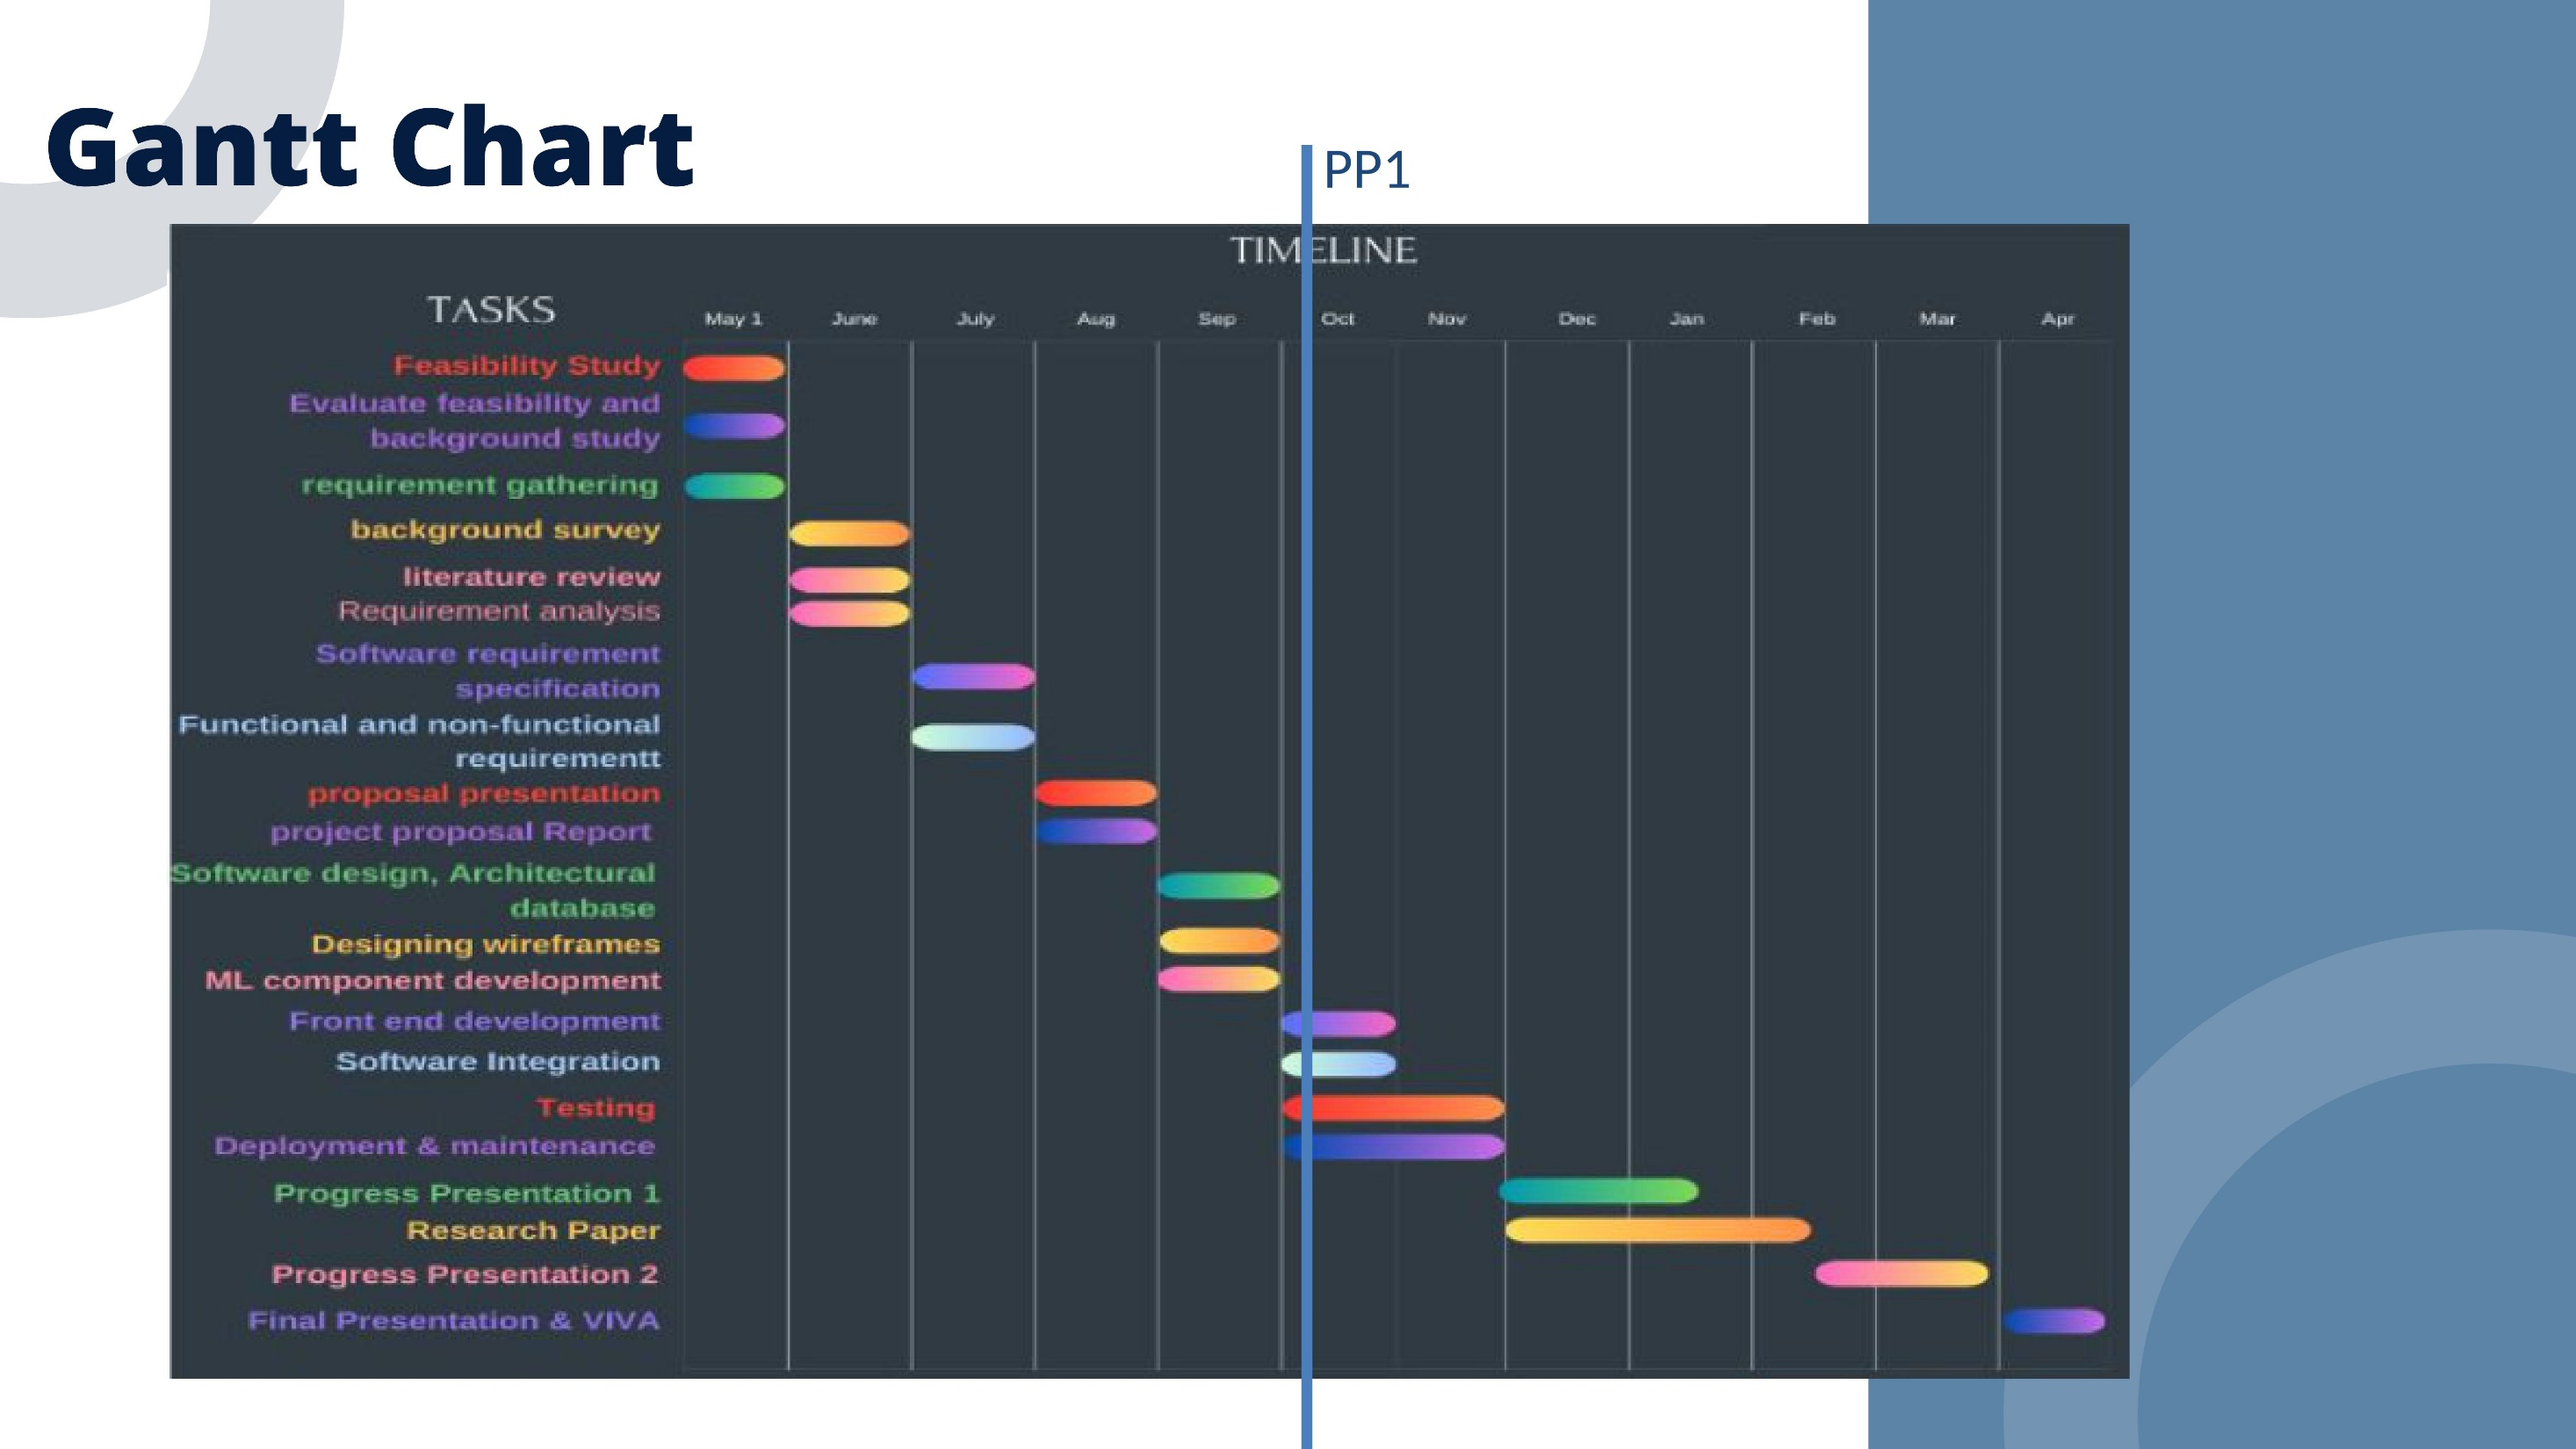 Gantt Chart
PP1
TIMELINE
TASKS
May 1 June July Aug Sep Oct Nov Dec Jan Feb Mar Apr
Feasibility Study
Evaluate feasibility and
background study
requirement gathering
background survey
literature review
Requirement analysis
Software requirement
specification
Functional and non-functional
requirementt
proposal presentation
project proposal Report
Software design, Architectural
database
Designing wireframes
ML component development
Front end development
Software Integration
Testing
Deployment & maintenance
Progress Presentation 1
Research Paper
Progress Presentation 2
Final Presentation & VIVA